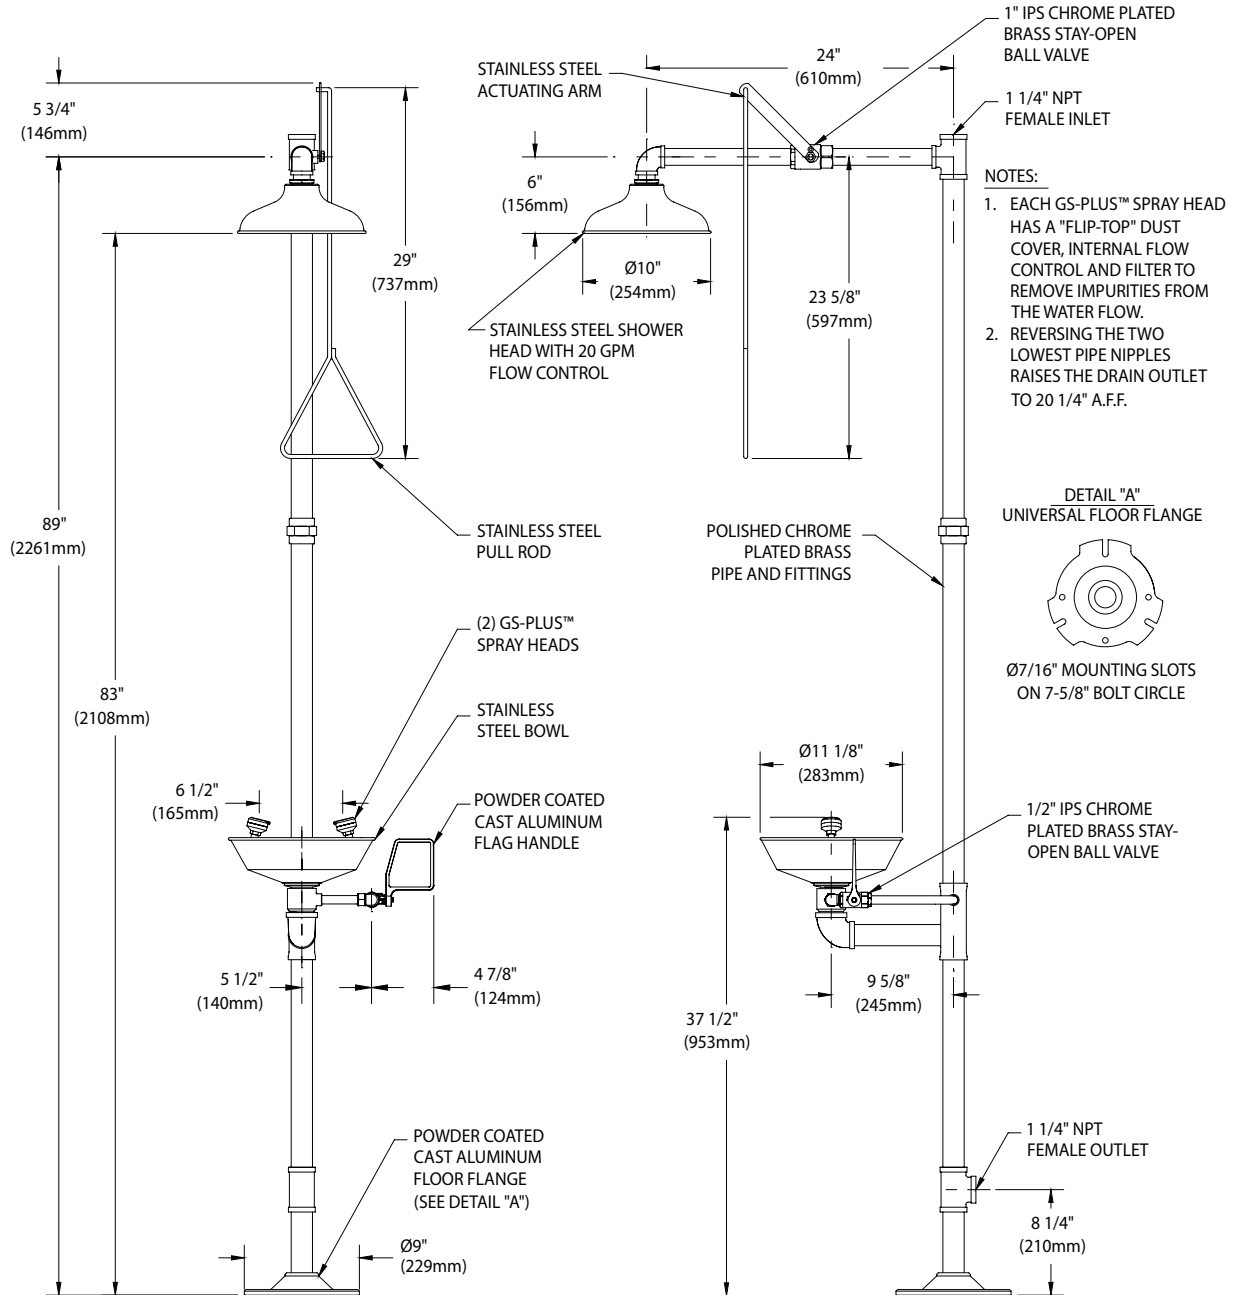 5 3/4"
(146mm)
29"
(737mm)
89"
(2261mm)
83"
(2108mm)
STAINLESS STEEL
PULL ROD
(2) GS-PLUS™
SPRAY HEADS
STAINLESS
STEEL BOWL
6 1/2"
(165mm)
POWDER COATED
CAST ALUMINUM
FLAG HANDLE
5 1/2"
(140mm)
4 7/8"
(124mm)
POWDER COATED
CAST ALUMINUM
FLOOR FLANGE
(SEE DETAIL "A")
Ø9"
(229mm)
STAINLESS STEEL
ACTUATING ARM
24"
(610mm)
1" IPS CHROME PLATED
BRASS STAY-OPEN
BALL VALVE
1 1/4" NPT
FEMALE INLET
6"
(156mm)
Ø10"
(254mm)
23 5/8"
(597mm)
STAINLESS STEEL SHOWER
HEAD WITH 20 GPM
FLOW CONTROL
NOTES:
1. EACH GS-PLUS™ SPRAY HEAD
HAS A "FLIP-TOP" DUST
COVER, INTERNAL FLOW
CONTROL AND FILTER TO
REMOVE IMPURITIES FROM
THE WATER FLOW.
2. REVERSING THE TWO
LOWEST PIPE NIPPLES
RAISES THE DRAIN OUTLET
TO 20 1/4" A.F.F.
POLISHED CHROME
PLATED BRASS
PIPE AND FITTINGS
DETAIL "A"
UNIVERSAL FLOOR FLANGE
Ø7/16" MOUNTING SLOTS
ON 7-5/8" BOLT CIRCLE
Ø11 1/8"
(283mm)
1/2" IPS CHROME
PLATED BRASS STAY-
OPEN BALL VALVE
9 5/8"
(245mm)
37 1/2"
(953mm)
1 1/4" NPT
FEMALE OUTLET
8 1/4"
(210mm)